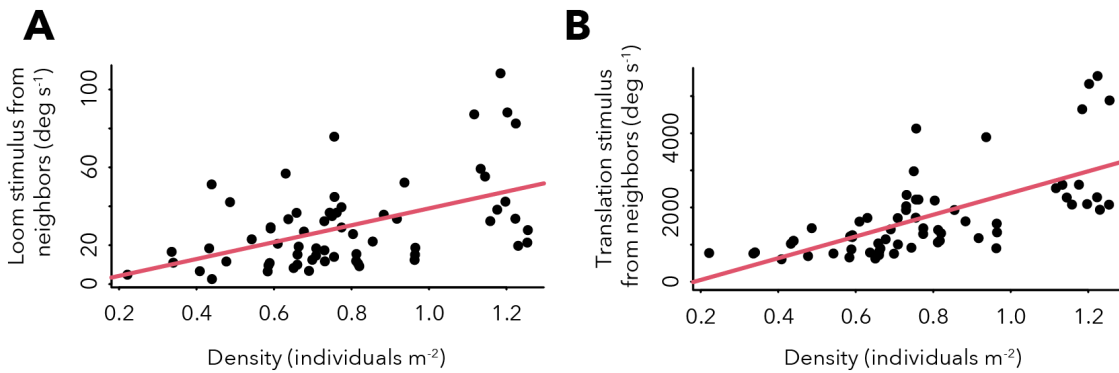 A
Loom stimulus from
neighbors (deg s⁻¹)
0
20
60
100
0.2 0.4 0.6 0.8 1.0 1.2
Density (individuals m⁻²)
B
Translation stimulus
from neighbors (deg s⁻¹)
0
2000
4000
0.2 0.4 0.6 0.8 1.0 1.2
Density (individuals m⁻²)